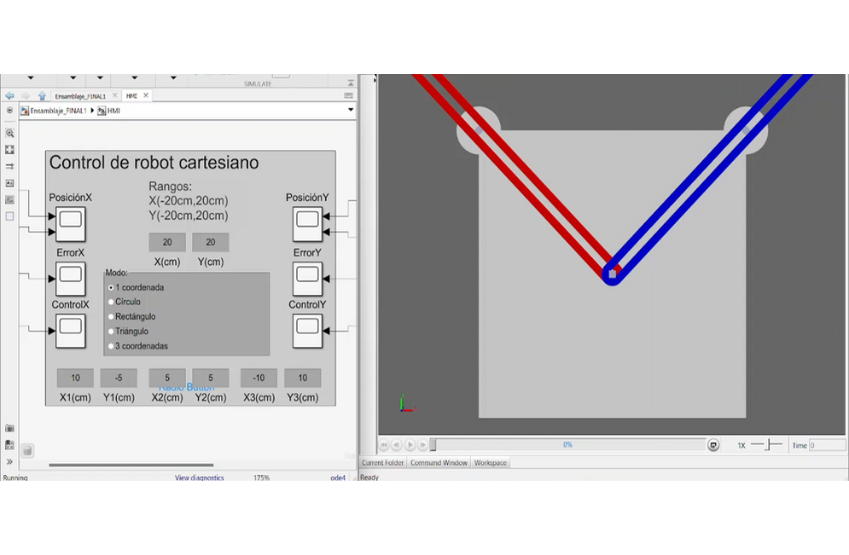 SIMULATE
Ensamblaje_FINAL1
HMI
Ensamblaje_FINAL1 HMI
Control de robot cartesiano
Rangos:
X(-20cm,20cm)
Y(-20cm,20cm)
PosiciónX
PosiciónY
20 20
X(cm) Y(cm)
ErrorX
ErrorY
Modo:
1 coordenada
Círculo
Rectángulo
Triángulo
3 coordenadas
ControlX
ControlY
10 -5 5 5 -10 10
Radio Button
X1(cm) Y1(cm) X2(cm) Y2(cm) X3(cm) Y3(cm)
Running View diagnostics 175% ode4
0% 1X Time 0
Current Folder Command Window Workspace
Ready